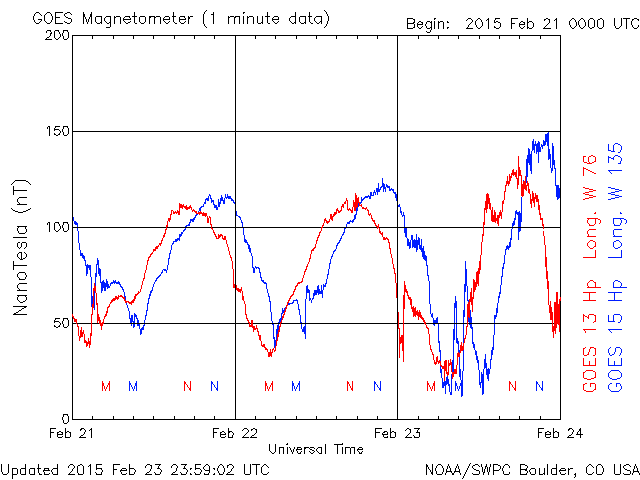 GOES Magnetometer (1 minute data)
Begin: 2015 Feb 21 0000 UTC
200
150
100
50
0
NanoTesla (nT)
M M N N M M N N M M N N
Feb 21 Feb 22 Feb 23 Feb 24
Universal Time
GOES 13 Hp Long. W 76
GOES 15 Hp Long. W 135
Updated 2015 Feb 23 23:59:02 UTC
NOAA/SWPC Boulder, CO USA